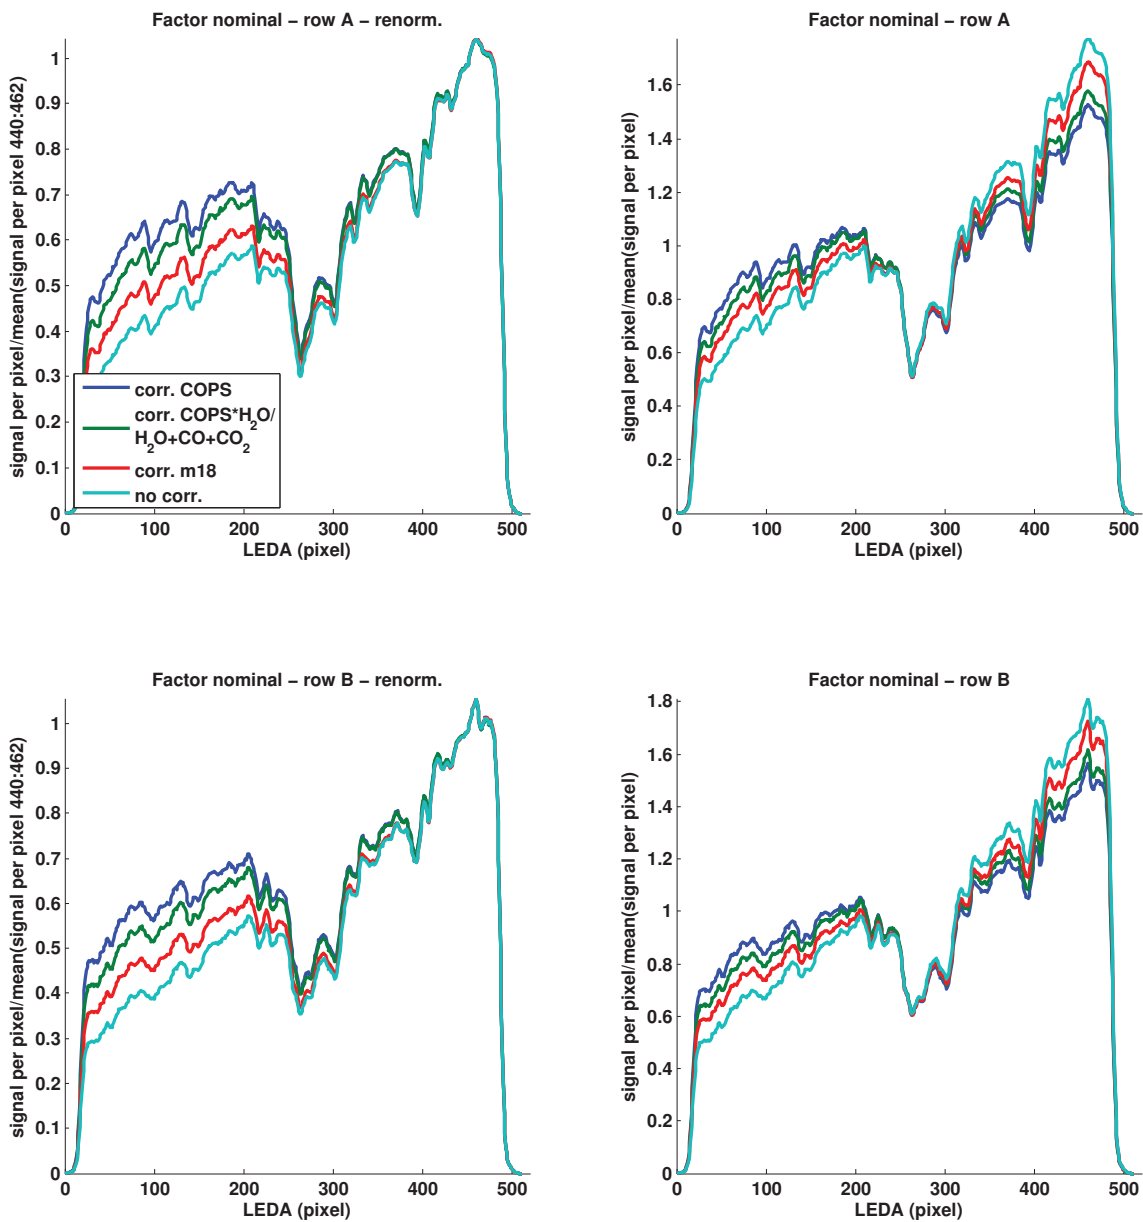 Factor nominal − row A − renorm.
signal per pixel/mean(signal per pixel 440:462)
1
0.9
0.8
0.7
0.6
0.5
0.4
0.3
0.2
0.1
0
corr. COPS
corr. COPS*H2O/
H2O+CO+CO2
corr. m18
no corr.
0 100 200 300 400 500
LEDA (pixel)
Factor nominal − row A
signal per pixel/mean(signal per pixel)
1.6
1.4
1.2
1
0.8
0.6
0.4
0.2
0
0 100 200 300 400 500
LEDA (pixel)
Factor nominal − row B − renorm.
signal per pixel/mean(signal per pixel 440:462)
1
0.9
0.8
0.7
0.6
0.5
0.4
0.3
0.2
0.1
0
0 100 200 300 400 500
LEDA (pixel)
Factor nominal − row B
signal per pixel/mean(signal per pixel)
1.8
1.6
1.4
1.2
1
0.8
0.6
0.4
0.2
0
0 100 200 300 400 500
LEDA (pixel)